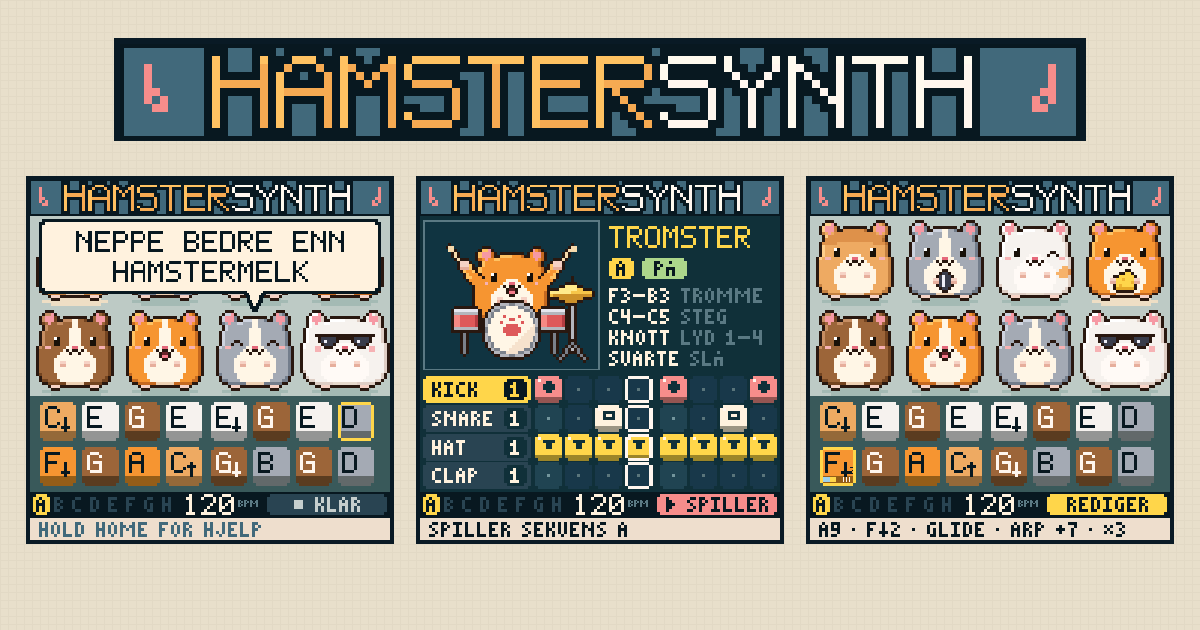 HAMSTERSYNTH
HAMSTERSYNTH
NEPPE BEDRE ENN
HAMSTERMELK
C↓ E G E E↓ G E D
F↓ G A C↑ G↓ B G D
A B C D E F G H 120 BPM ■ KLAR
HOLD HOME FOR HJELP
HAMSTERSYNTH
TROMSTER
A PÅ
F3–B3 TROMME
C4–C5 STEG
KNOTT LYD 1–4
SVARTE SLÅ
KICK 1
SNARE 1
HAT 1
CLAP 1
A B C D E F G H 120 BPM ▶ SPILLER
SPILLER SEKVENS A
HAMSTERSYNTH
C↓ E G E E↓ G E D
F↓ G A C↑ G↓ B G D
A B C D E F G H 120 BPM REDIGER
A9 · F↓2 · GLIDE · ARP +7 · ×3